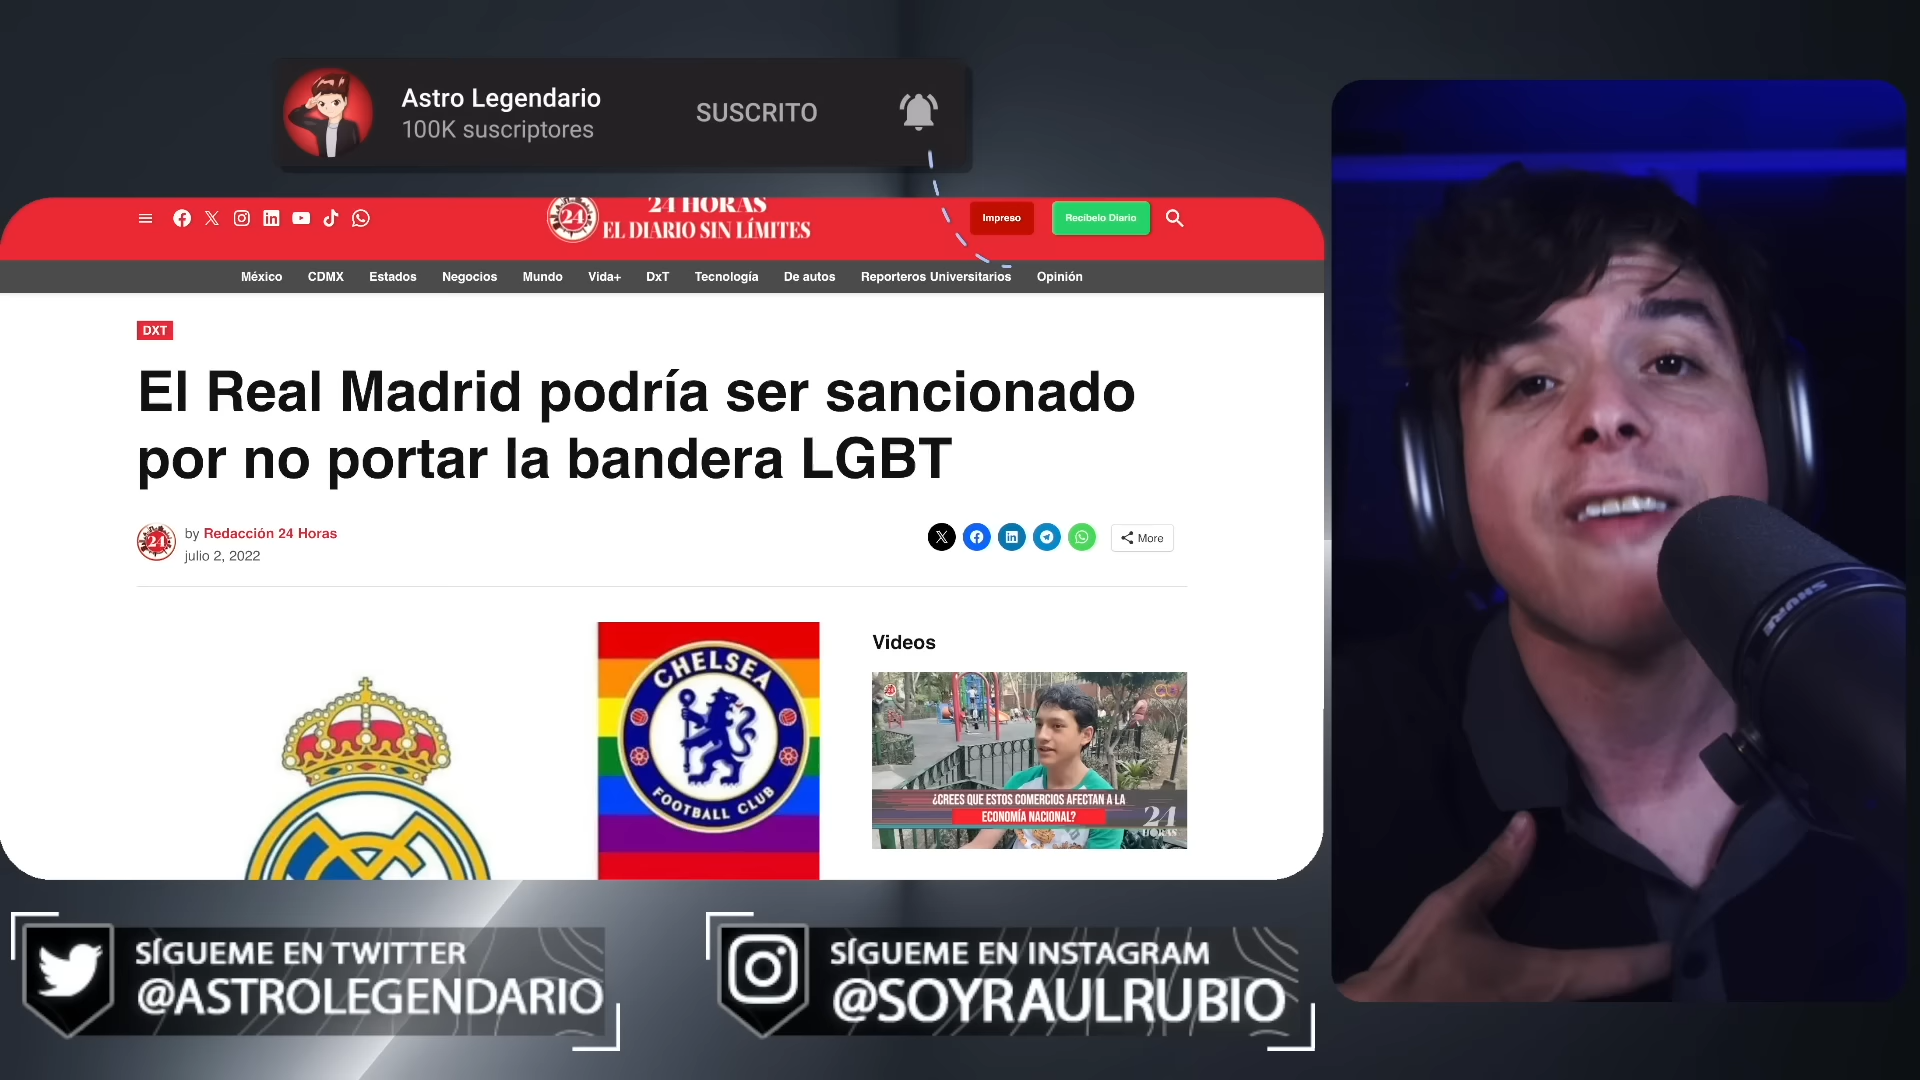 Astro Legendario
100K suscriptores
SUSCRITO
24 HORAS
EL DIARIO SIN LÍMITES
24
Impreso
Recíbelo Diario
México CDMX Estados Negocios Mundo Vida+ DxT Tecnología De autos Reporteros Universitarios Opinión
DXT
El Real Madrid podría ser sancionado
por no portar la bandera LGBT
24
by Redacción 24 Horas
julio 2, 2022
More
CHELSEA
FOOTBALL CLUB
Videos
¿CREES QUE ESTOS COMERCIOS AFECTAN A LA
ECONOMÍA NACIONAL?
24
HORAS
SHURE
SÍGUEME EN TWITTER
@ASTROLEGENDARIO
SÍGUEME EN INSTAGRAM
@SOYRAULRUBIO